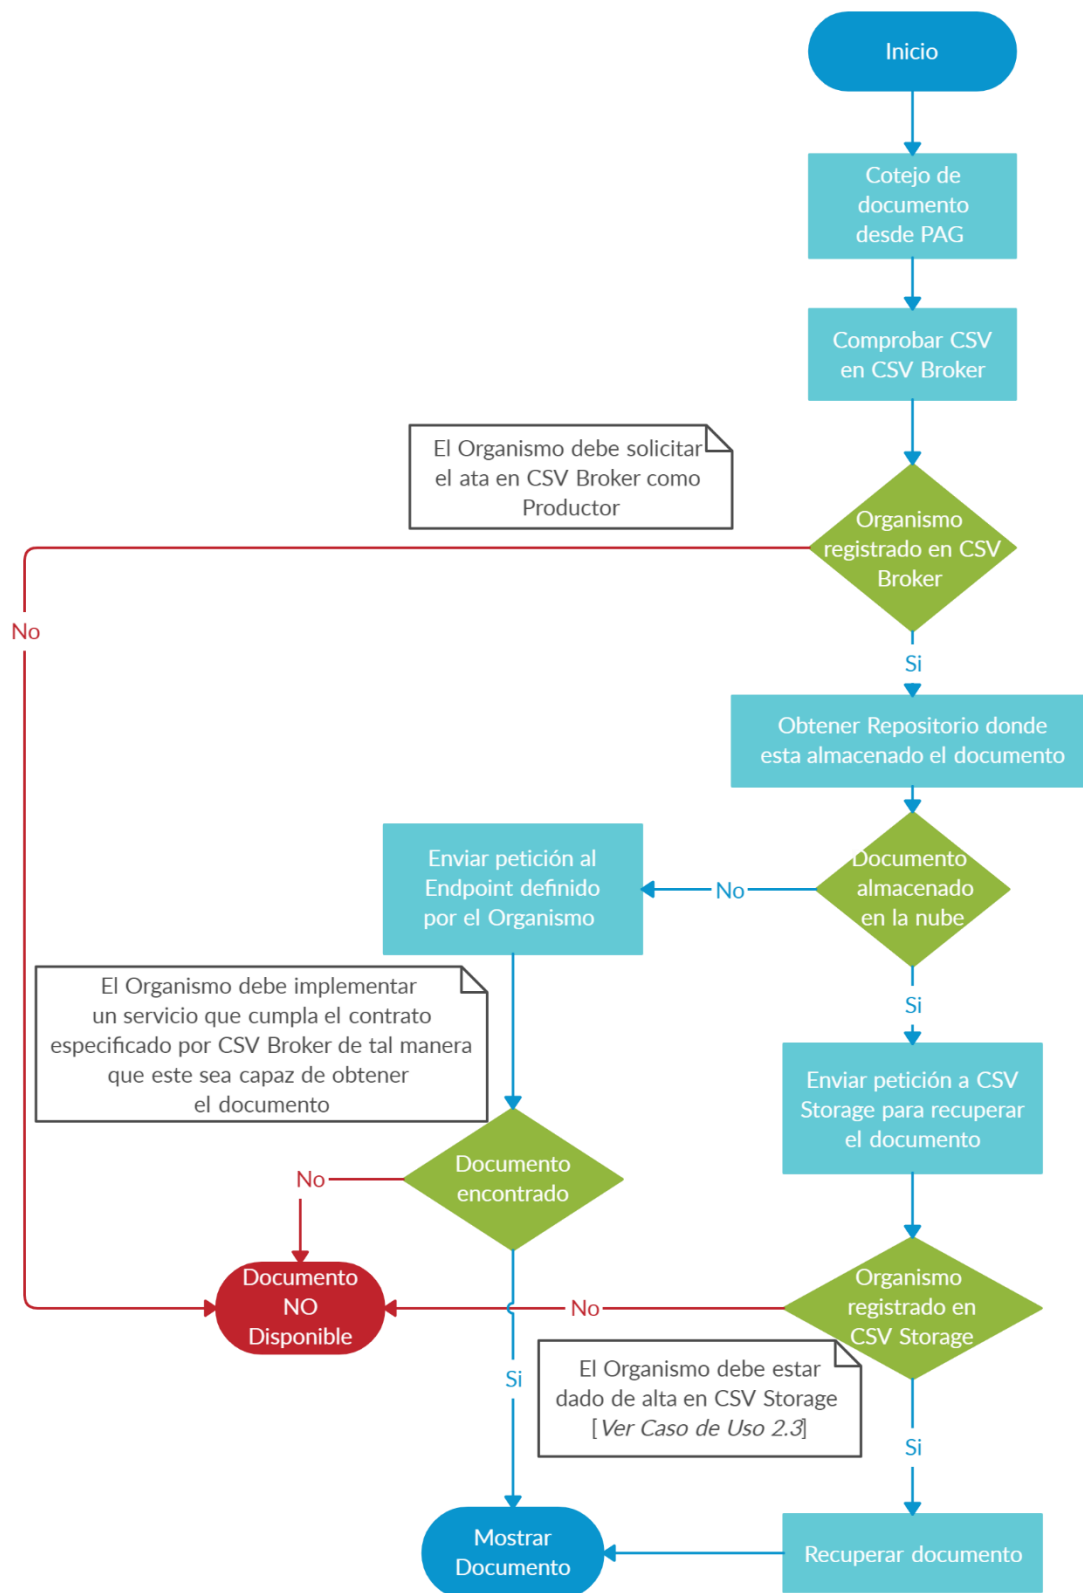 Inicio
Cotejo de
documento
desde PAG
Comprobar CSV
en CSV Broker
El Organismo debe solicitar
el ata en CSV Broker como
Productor
Organismo
registrado en CSV
Broker
No
Si
Obtener Repositorio donde
esta almacenado el documento
Enviar petición al
Endpoint definido
por el Organismo
No
Documento
almacenado
en la nube
El Organismo debe implementar
un servicio que cumpla el contrato
especificado por CSV Broker de tal manera
que este sea capaz de obtener
el documento
Si
Enviar petición a CSV
Storage para recuperar
el documento
Documento
encontrado
No
Documento
NO
Disponible
No
Organismo
registrado en
CSV Storage
Si
El Organismo debe estar
dado de alta en CSV Storage
[Ver Caso de Uso 2.3]
Si
Mostrar
Documento
Recuperar documento